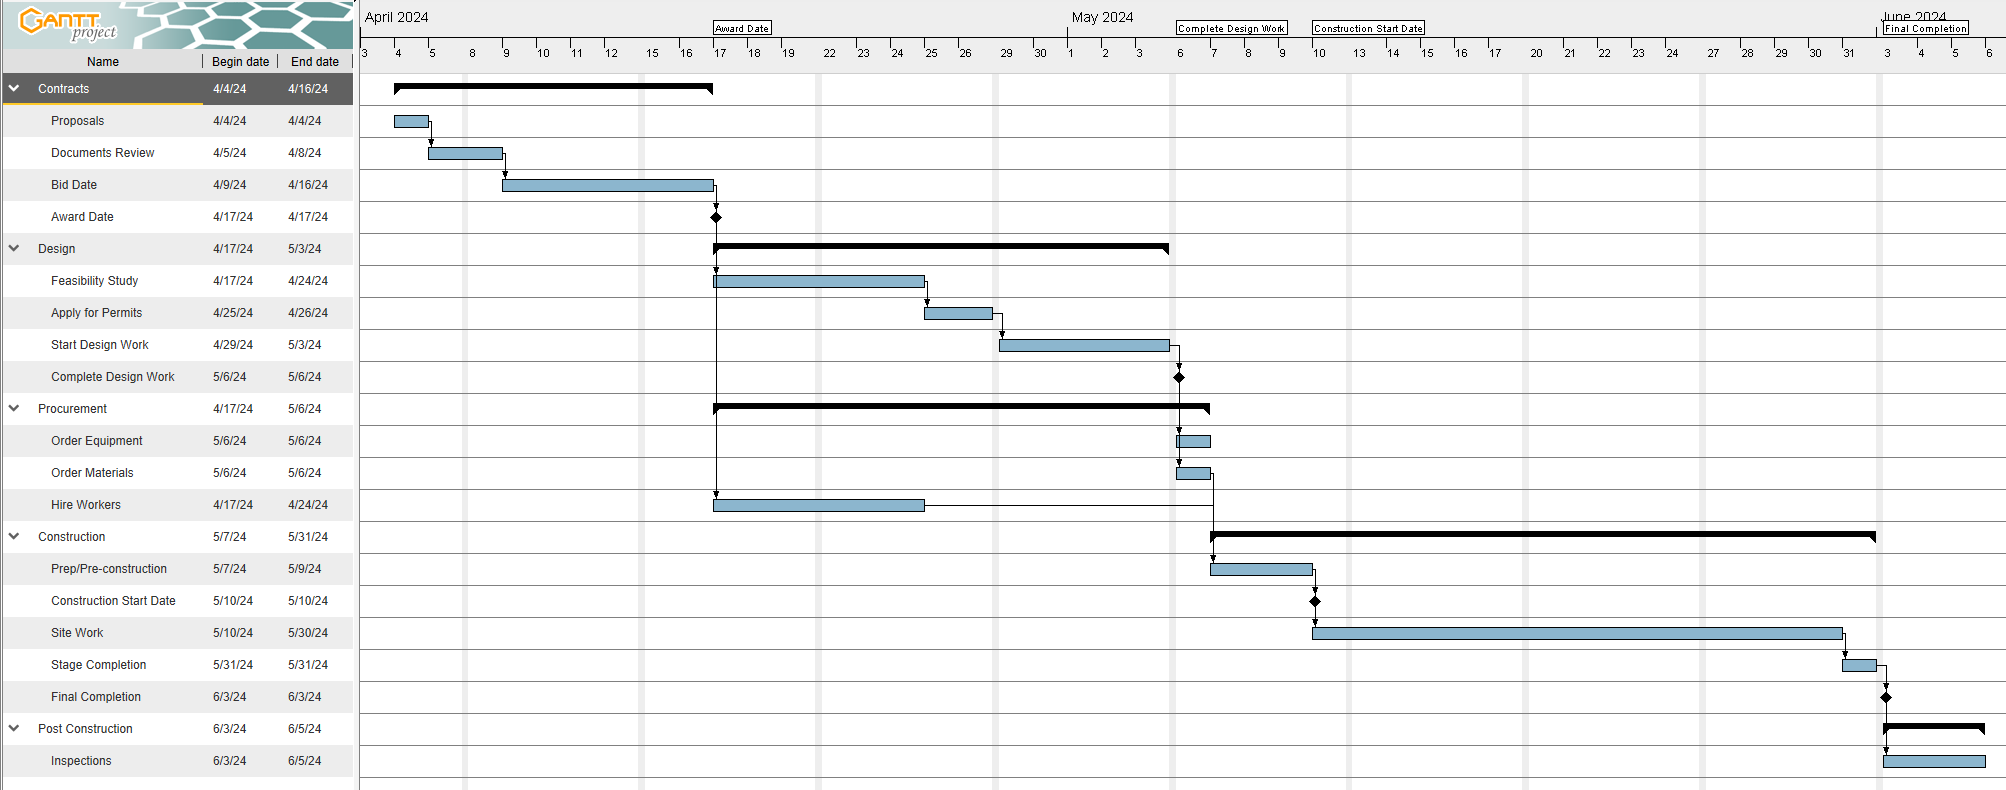 GANTT
project
April 2024
May 2024
June 2024
Award Date
Complete Design Work
Construction Start Date
Final Completion
3 4 5 8 9 10 11 12 15 16 17 18 19 22 23 24 25 26 29 30 1 2 3 6 7 8 9 10 13 14 15 16 17 20 21 22 23 24 27 28 29 30 31 3 4 5 6
Name Begin date End date
Contracts 4/4/24 4/16/24
Proposals 4/4/24 4/4/24
Documents Review 4/5/24 4/8/24
Bid Date 4/9/24 4/16/24
Award Date 4/17/24 4/17/24
Design 4/17/24 5/3/24
Feasibility Study 4/17/24 4/24/24
Apply for Permits 4/25/24 4/26/24
Start Design Work 4/29/24 5/3/24
Complete Design Work 5/6/24 5/6/24
Procurement 4/17/24 5/6/24
Order Equipment 5/6/24 5/6/24
Order Materials 5/6/24 5/6/24
Hire Workers 4/17/24 4/24/24
Construction 5/7/24 5/31/24
Prep/Pre-construction 5/7/24 5/9/24
Construction Start Date 5/10/24 5/10/24
Site Work 5/10/24 5/30/24
Stage Completion 5/31/24 5/31/24
Final Completion 6/3/24 6/3/24
Post Construction 6/3/24 6/5/24
Inspections 6/3/24 6/5/24